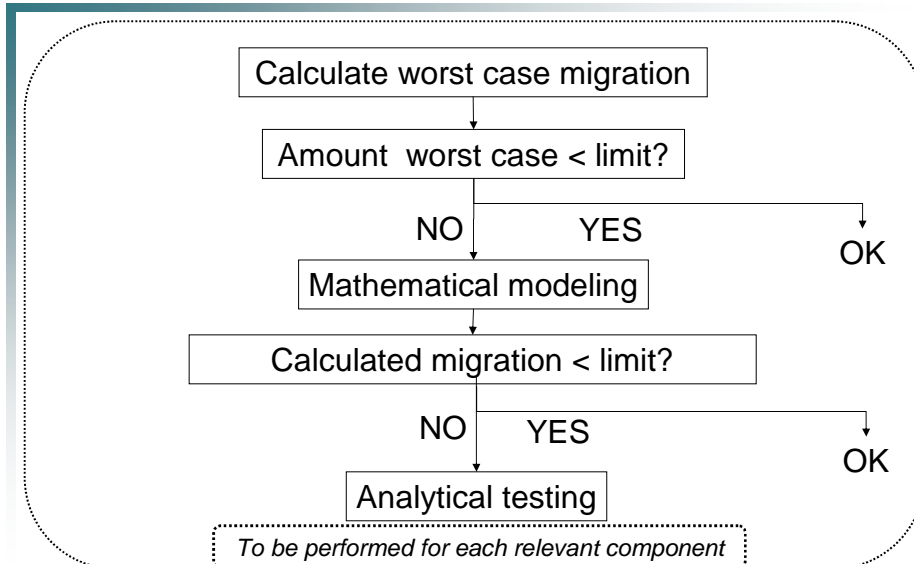 Calculate worst case migration
Amount worst case < limit?
NO YES
OK
Mathematical modeling
Calculated migration < limit?
NO YES
OK
Analytical testing
To be performed for each relevant component